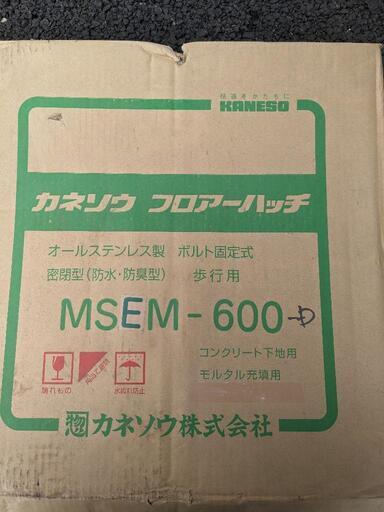 快適をかたちに
KANESO
カネソウ フロアーハッチ
オールステンレス製 ボルト固定式
密閉型(防水・防臭型) 歩行用
MSEM-600
コンクリート下地用
モルタル充填用
壊れもの
水ぬれ防止
カネソウ株式会社